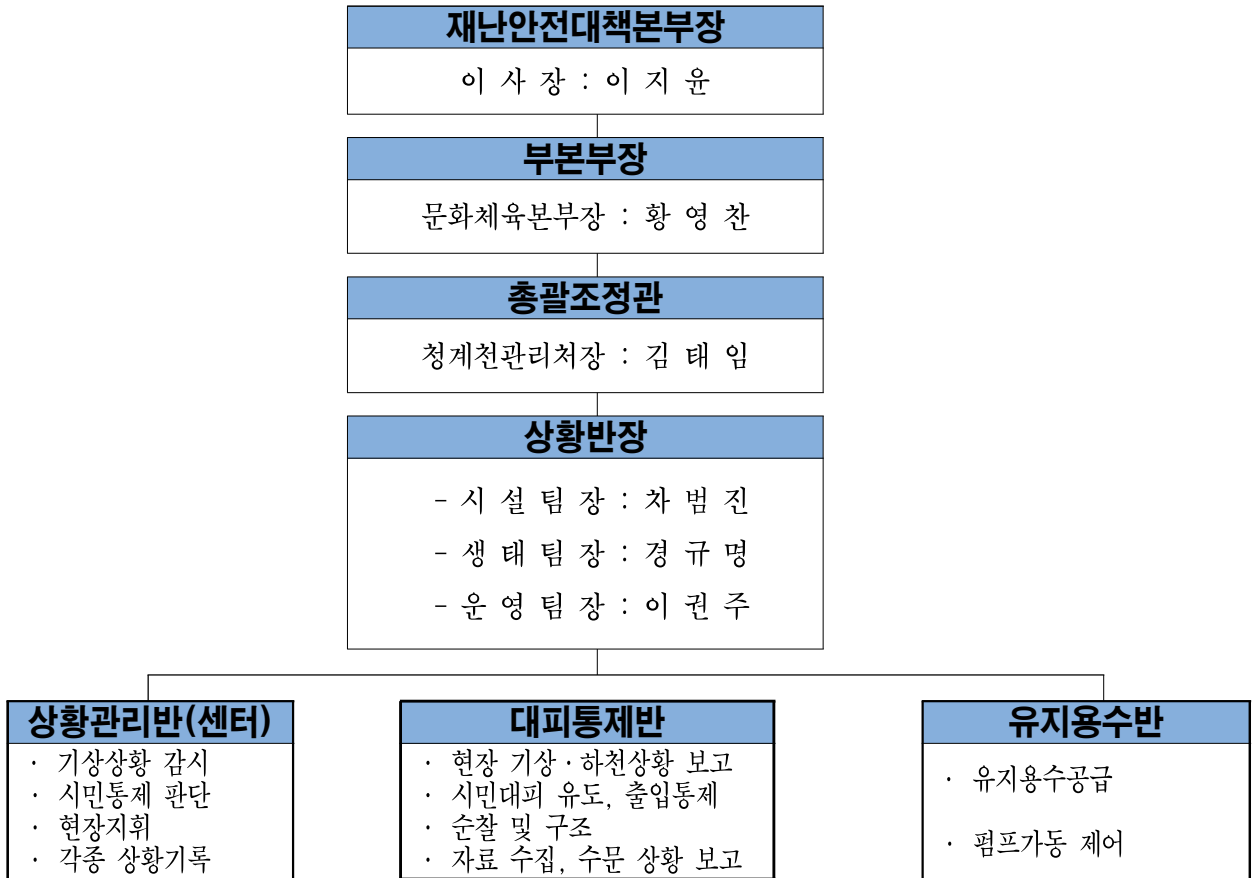 재난안전대책본부장
이 사 장 : 이 지 윤
부본부장
문화체육본부장 : 황 영 찬
총괄조정관
청계천관리처장 : 김 태 임
상황반장
- 시 설 팀 장 : 차 범 진
- 생 태 팀 장 : 경 규 명
- 운 영 팀 장 : 이 권 주
상황관리반(센터)
· 기상상황 감시
· 시민통제 판단
· 현장지휘
· 각종 상황기록
대피통제반
· 현장 기상·하천상황 보고
· 시민대피 유도, 출입통제
· 순찰 및 구조
· 자료 수집, 수문 상황 보고
유지용수반
· 유지용수공급
· 펌프가동 제어